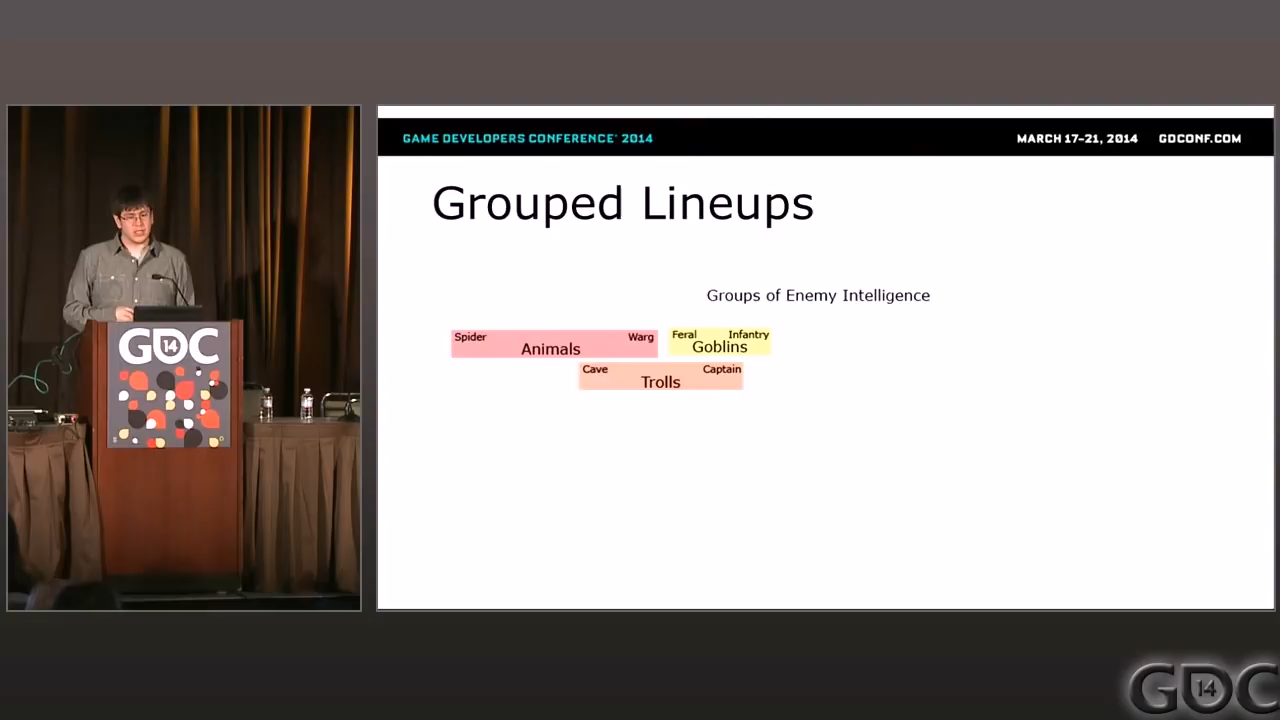 GAME DEVELOPERS CONFERENCE® 2014
MARCH 17–21, 2014 GDCONF.COM
Grouped Lineups
Groups of Enemy Intelligence
Spider Warg
Animals
Feral Infantry
Goblins
Cave Captain
Trolls
GDC
14
GDC
14